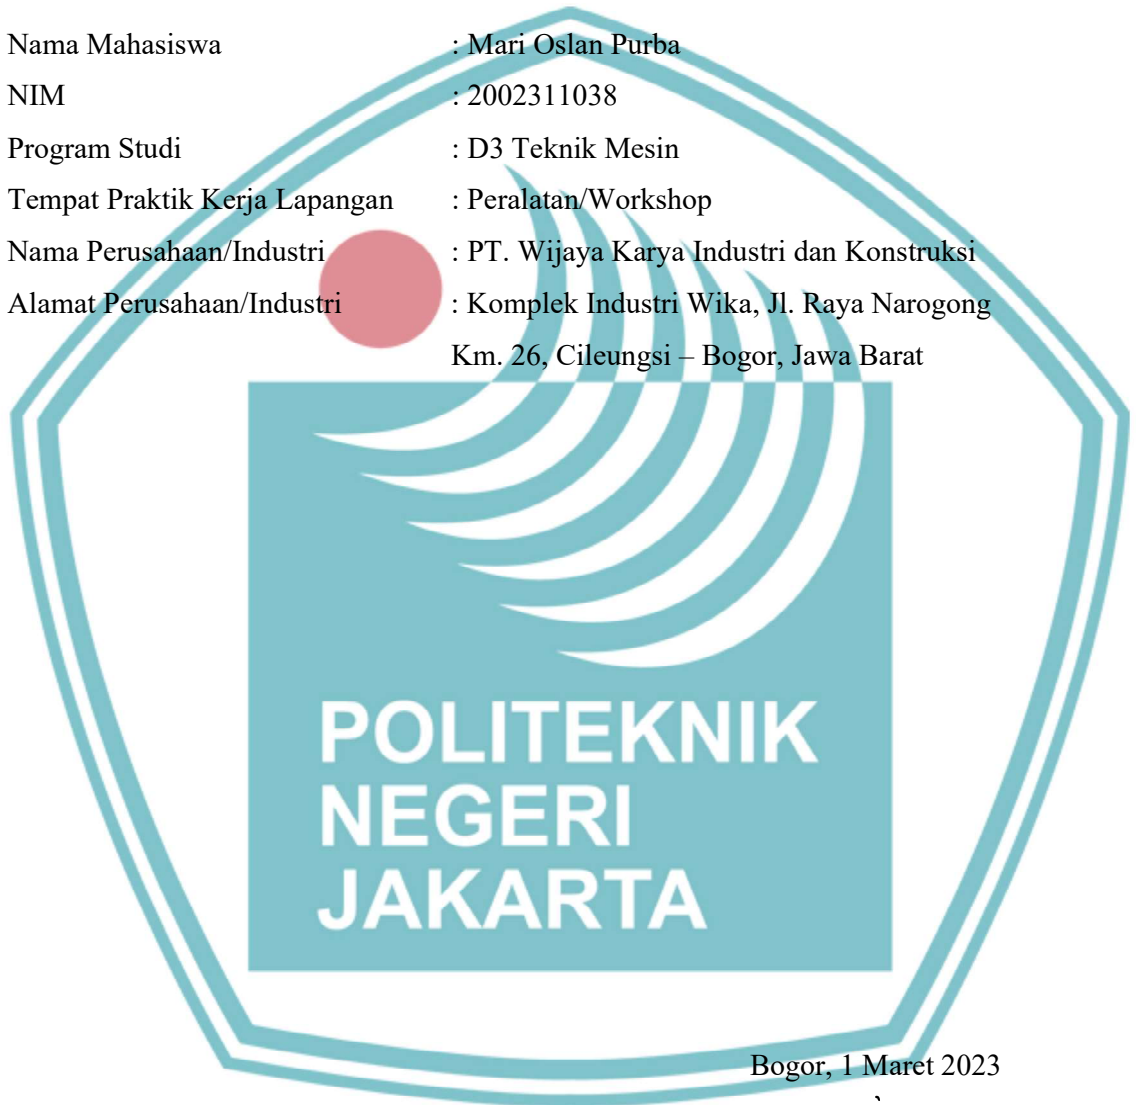 Nama Mahasiswa : Mari Oslan Purba
NIM : 2002311038
Program Studi : D3 Teknik Mesin
Tempat Praktik Kerja Lapangan : Peralatan/Workshop
Nama Perusahaan/Industri : PT. Wijaya Karya Industri dan Konstruksi
Alamat Perusahaan/Industri : Komplek Industri Wika, Jl. Raya Narogong
Km. 26, Cileungsi – Bogor, Jawa Barat
POLITEKNIK
NEGERI
JAKARTA
Bogor, 1 Maret 2023